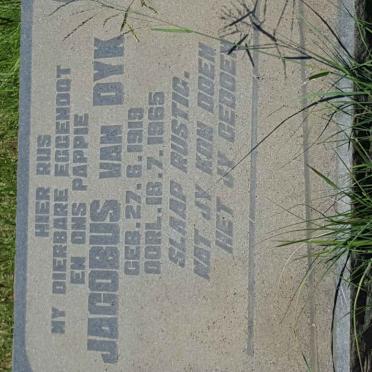 HIER RUS
MY DIERBARE EGGENOOT
EN ONS PAPPIE
JACOBUS VAN DYK
GEB. 27. 6. 1913
OORL. 16. 7. 1965
SLAAP RUSTIG.
WAT JY KON DOEN
HET JY GEDOEN